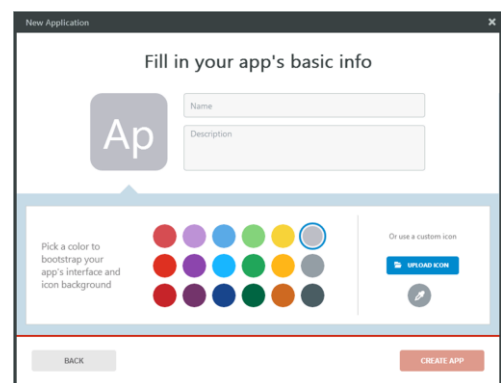 New Application
Fill in your app's basic info
Ap
Name
Description
Pick a color to
bootstrap your
app's interface and
icon background
Or use a custom icon
UPLOAD ICON
BACK
CREATE APP